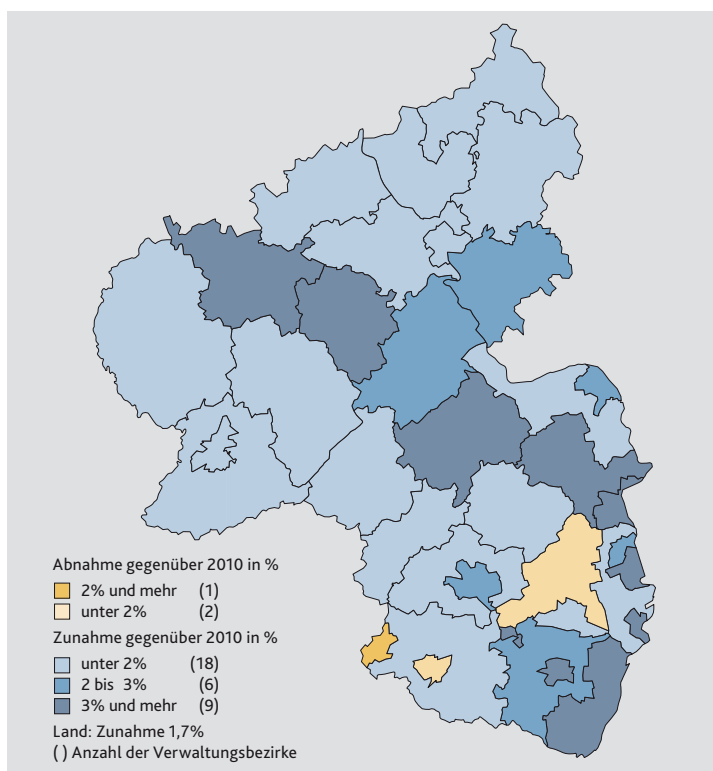 Abnahme gegenüber 2010 in %
2% und mehr (1)
unter 2% (2)
Zunahme gegenüber 2010 in %
unter 2% (18)
2 bis 3% (6)
3% und mehr (9)
Land: Zunahme 1,7%
( ) Anzahl der Verwaltungsbezirke